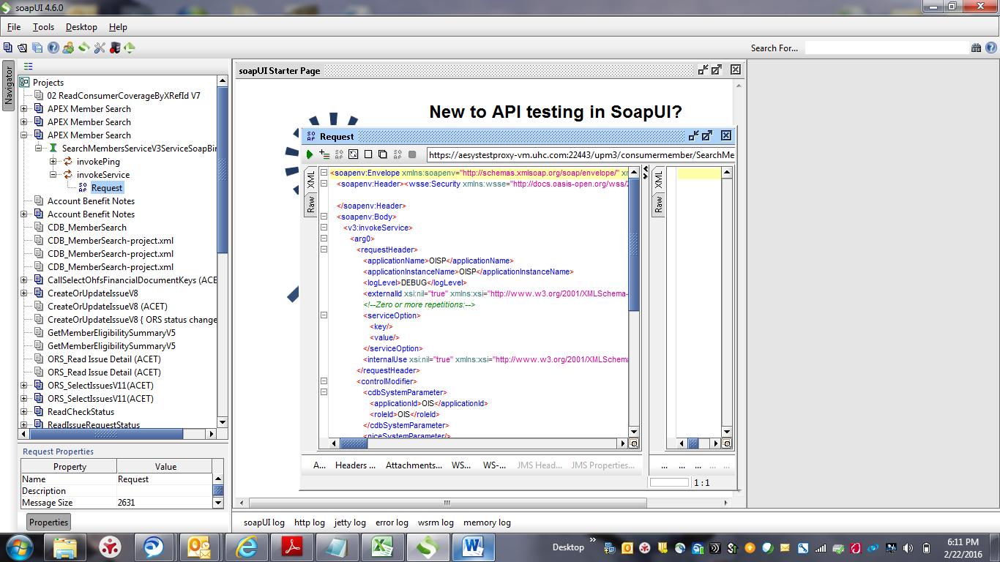 soapUI 4.6.0
File Tools Desktop Help
Search For...
Navigator
Projects
02 ReadConsumerCoverageByXRefId V7
APEX Member Search
APEX Member Search
APEX Member Search
SearchMembersServiceV3ServiceSoapBin
invokePing
invokeService
Request
Account Benefit Notes
Account Benefit Notes
CDB_MemberSearch
CDB_MemberSearch-project.xml
CDB_MemberSearch-project.xml
CDB_MemberSearch-project.xml
CallSelectOhfsFinancialDocumentKeys (ACE
CreateOrUpdateIssueV8
CreateOrUpdateIssueV8 (ACET)
CreateOrUpdateIssueV8 { ORS status change
GetMemberEligibilitySummaryV5
GetMemberEligibilitySummaryV5
ORS_Read Issue Detail (ACET)
ORS_Read Issue Detail (ACET)
ORS_SelectIssuesV11(ACET)
ORS_SelectIssuesV11(ACET)
ReadCheckStatus
ReadIssueRequestStatus
Request Properties
Property Value
Name Request
Description
Message Size 2631
Properties
soapUI Starter Page
New to API testing in SoapUI?
Request
https://aesystestproxy-vm.uhc.com:22443/upm3/consumermember/SearchMe
XML
Raw
<soapenv:Envelope xmlns:soapenv="http://schemas.xmlsoap.org/soap/envelope/" xn
<soapenv:Header><wsse:Security xmlns:wsse="http://docs.oasis-open.org/wss/2
</soapenv:Header>
<soapenv:Body>
<v3:invokeService>
<arg0>
<requestHeader>
<applicationName>OISP</applicationName>
<applicationInstanceName>OISP</applicationInstanceName>
<logLevel>DEBUG</logLevel>
<externalId xsi:nil="true" xmlns:xsi="http://www.w3.org/2001/XMLSchema-
<!--Zero or more repetitions:-->
<serviceOption>
<key/>
<value/>
</serviceOption>
<internalUse xsi:nil="true" xmlns:xsi="http://www.w3.org/2001/XMLSchema
</requestHeader>
<controlModifier>
<cdbSystemParameter>
<applicationId>OIS</applicationId>
<roleId>OIS</roleId>
</cdbSystemParameter>
<niceSystemParameter/>
XML
Raw
A... Headers ... Attachments... WS... WS-... JMS Head... JMS Properties...
... ... ... ... ...
1 : 1
soapUI log http log jetty log error log wsrm log memory log
Desktop
6:11 PM
2/22/2016